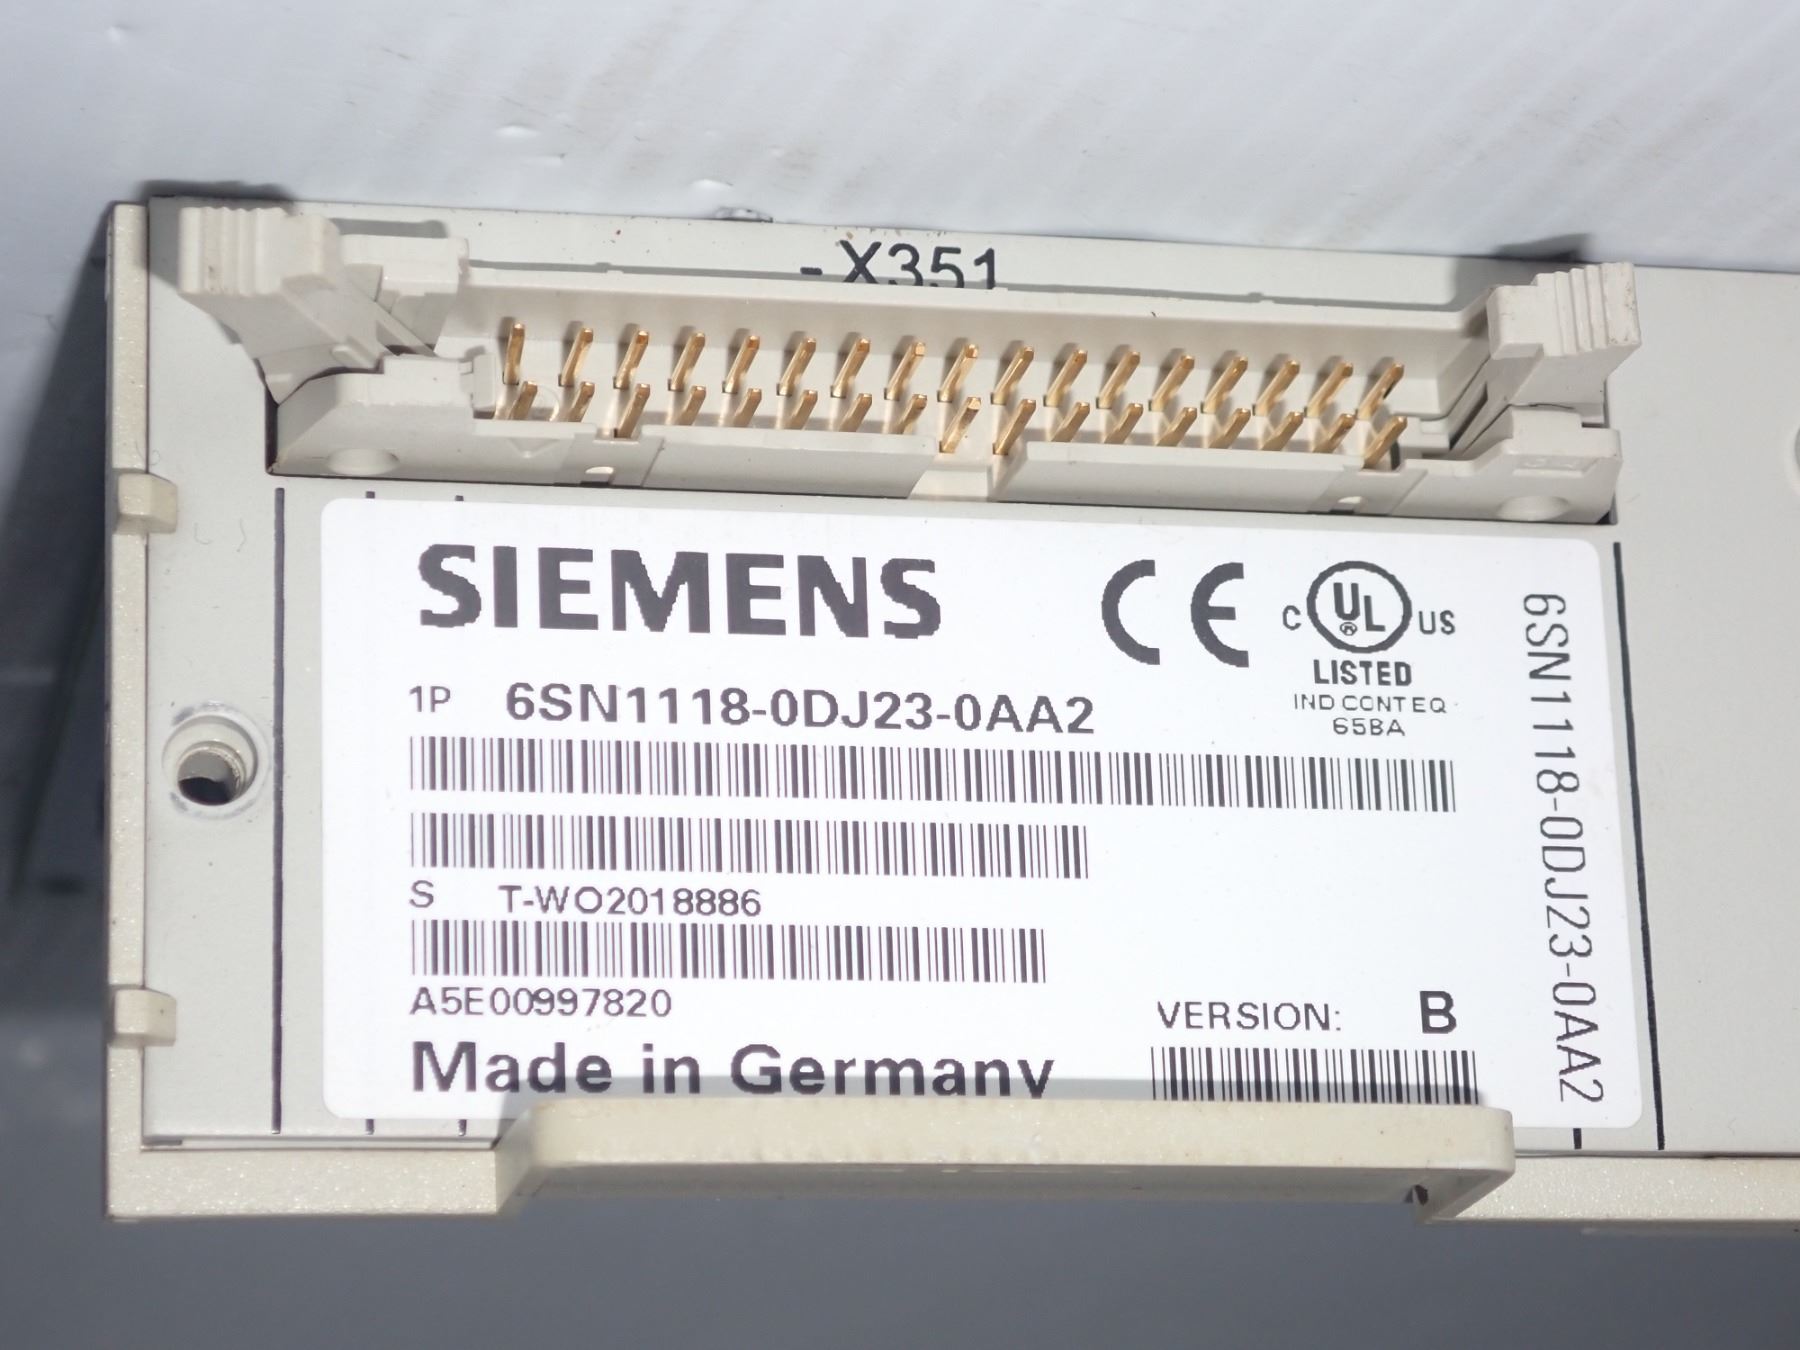 -X351
SIEMENS
CE
C UL US
®
LISTED
IND CONT EQ
65BA
1P 6SN1118-0DJ23-0AA2
S T-WO2018886
A5E00997820
VERSION: B
Made in Germany
6SN1118-0DJ23-0AA2